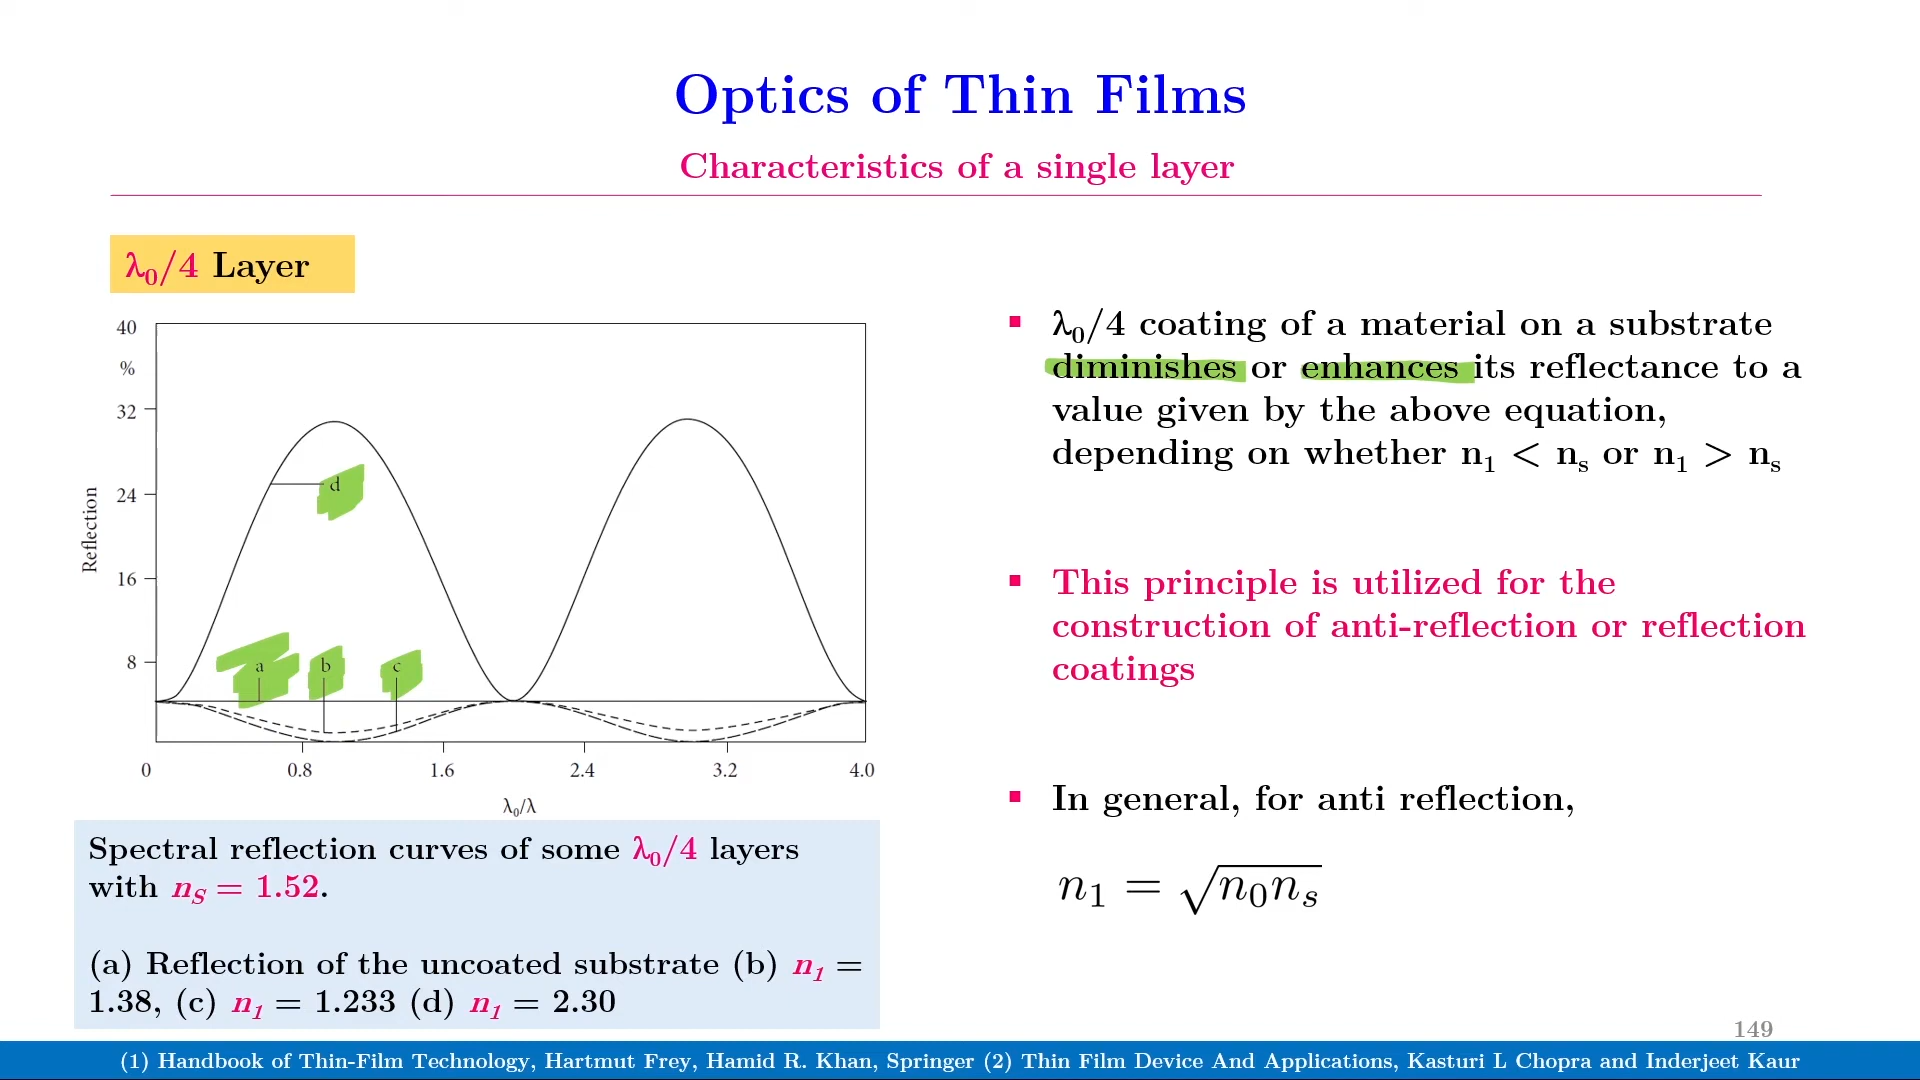 Optics of Thin Films
Characteristics of a single layer
λ₀/4 Layer
40
%
32
24
16
8
Reflection
d
a b c
0 0.8 1.6 2.4 3.2 4.0
λ₀/λ
Spectral reflection curves of some λ₀/4 layers
with n_S = 1.52.
(a) Reflection of the uncoated substrate (b) n₁ =
1.38, (c) n₁ = 1.233 (d) n₁ = 2.30
▪ λ₀/4 coating of a material on a substrate
diminishes or enhances its reflectance to a
value given by the above equation,
depending on whether n₁ < nₛ or n₁ > nₛ
▪ This principle is utilized for the
construction of anti-reflection or reflection
coatings
▪ In general, for anti reflection,
n₁ = √(n₀nₛ)
149
(1) Handbook of Thin-Film Technology, Hartmut Frey, Hamid R. Khan, Springer (2) Thin Film Device And Applications, Kasturi L Chopra and Inderjeet Kaur